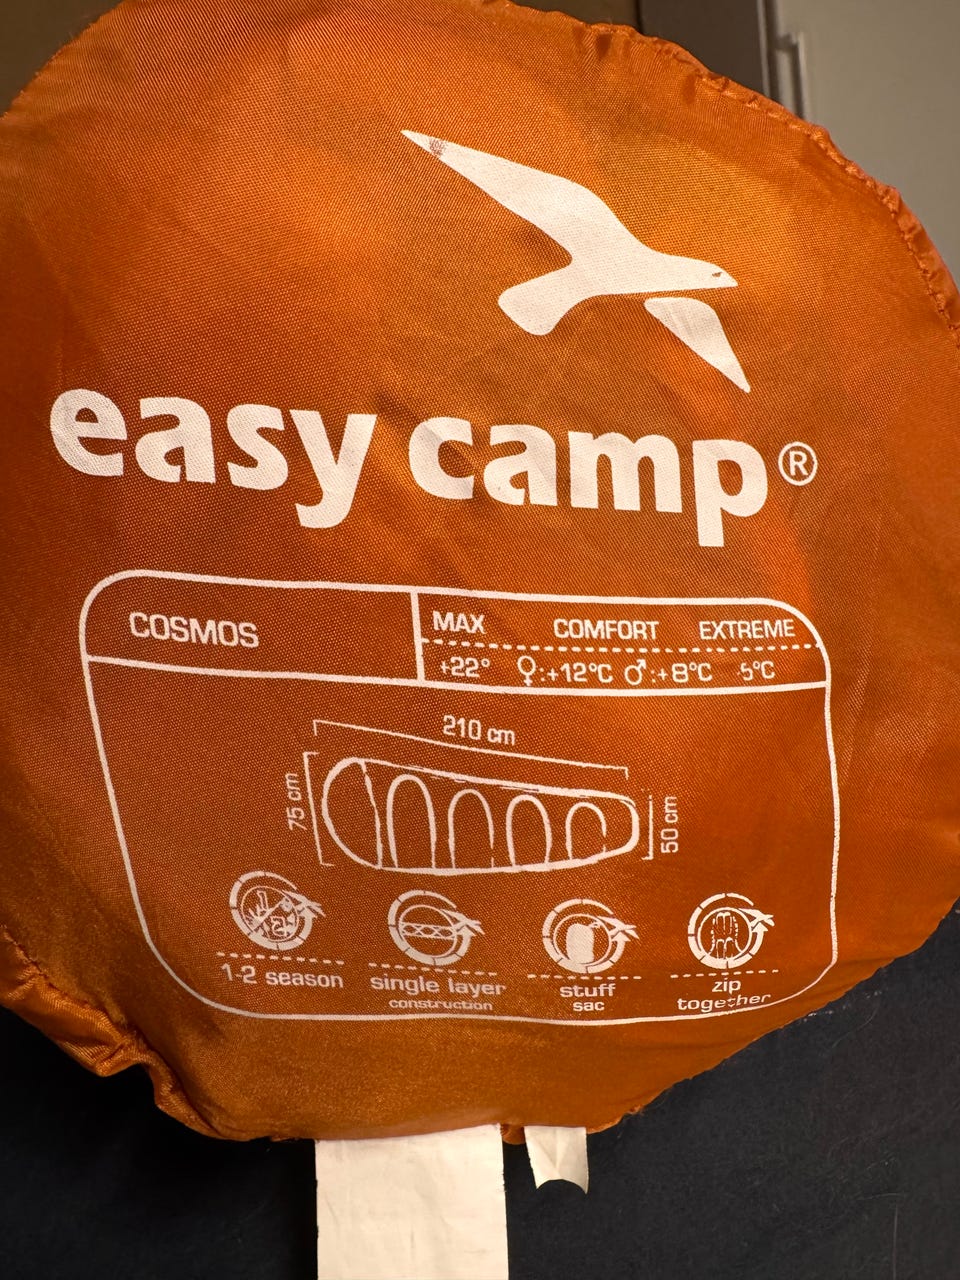 easy camp®
COSMOS
MAX COMFORT EXTREME
+22° ♀:+12°C ♂:+8°C -5°C
210 cm
75 cm
50 cm
1-2 season
single layer
construction
stuff
sac
zip
together